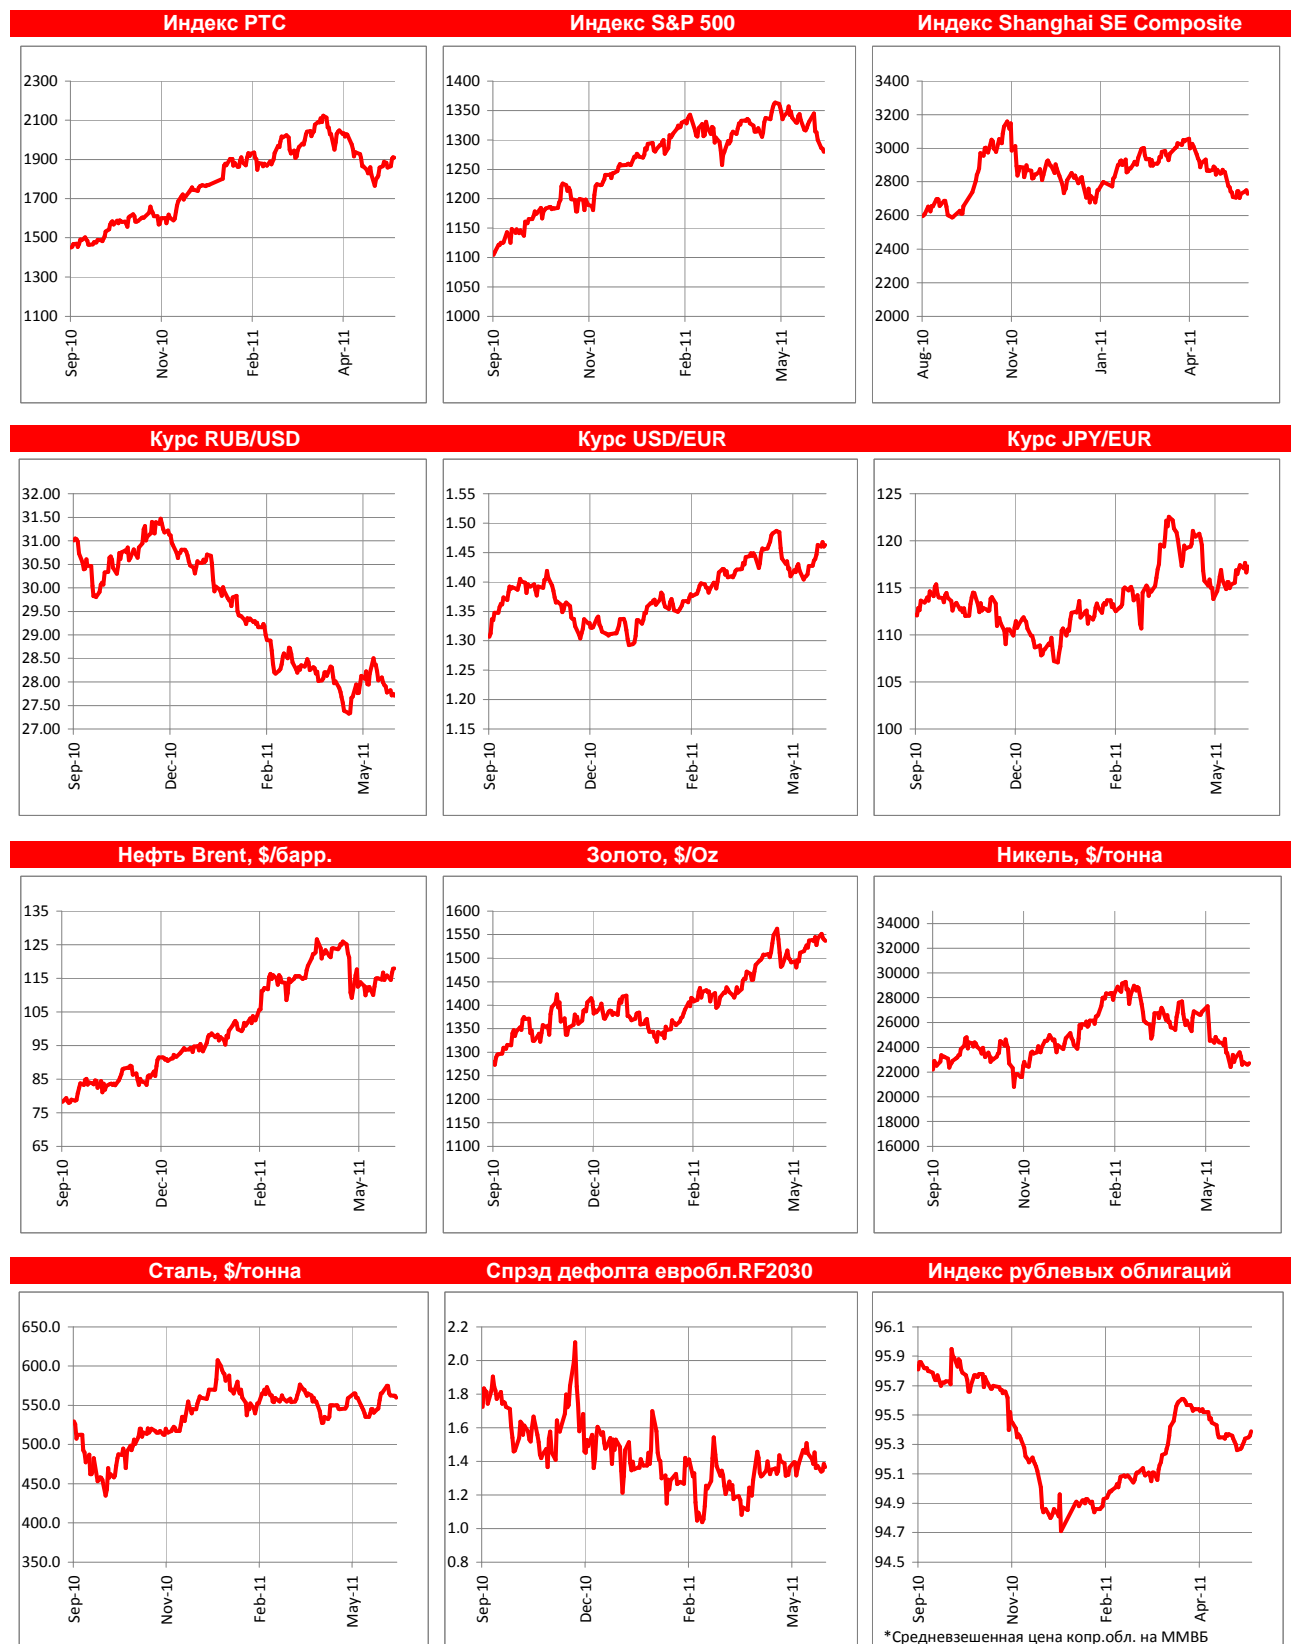 Индекс РТС
Индекс S&P 500
Индекс Shanghai SE Composite
2300
2100
1900
1700
1500
1300
1100
Sep-10
Nov-10
Feb-11
Apr-11
1400
1350
1300
1250
1200
1150
1100
1050
1000
Sep-10
Nov-10
Feb-11
May-11
3400
3200
3000
2800
2600
2400
2200
2000
Aug-10
Nov-10
Jan-11
Apr-11
Курс RUB/USD
Курс USD/EUR
Курс JPY/EUR
32.00
31.50
31.00
30.50
30.00
29.50
29.00
28.50
28.00
27.50
27.00
Sep-10
Dec-10
Feb-11
May-11
1.55
1.50
1.45
1.40
1.35
1.30
1.25
1.20
1.15
Sep-10
Dec-10
Feb-11
May-11
125
120
115
110
105
100
Sep-10
Dec-10
Feb-11
May-11
Нефть Brent, $/барр.
Золото, $/Oz
Никель, $/тонна
135
125
115
105
95
85
75
65
Sep-10
Dec-10
Feb-11
May-11
1600
1550
1500
1450
1400
1350
1300
1250
1200
1150
1100
Sep-10
Dec-10
Feb-11
May-11
34000
32000
30000
28000
26000
24000
22000
20000
18000
16000
Sep-10
Nov-10
Feb-11
May-11
Сталь, $/тонна
Спрэд дефолта евробл.RF2030
Индекс рублевых облигаций
650.0
600.0
550.0
500.0
450.0
400.0
350.0
Sep-10
Nov-10
Feb-11
May-11
2.2
2.0
1.8
1.6
1.4
1.2
1.0
0.8
Sep-10
Dec-10
Feb-11
May-11
96.1
95.9
95.7
95.5
95.3
95.1
94.9
94.7
94.5
Sep-10
Nov-10
Feb-11
Apr-11
*Средневзешенная цена копр.обл. на ММВБ